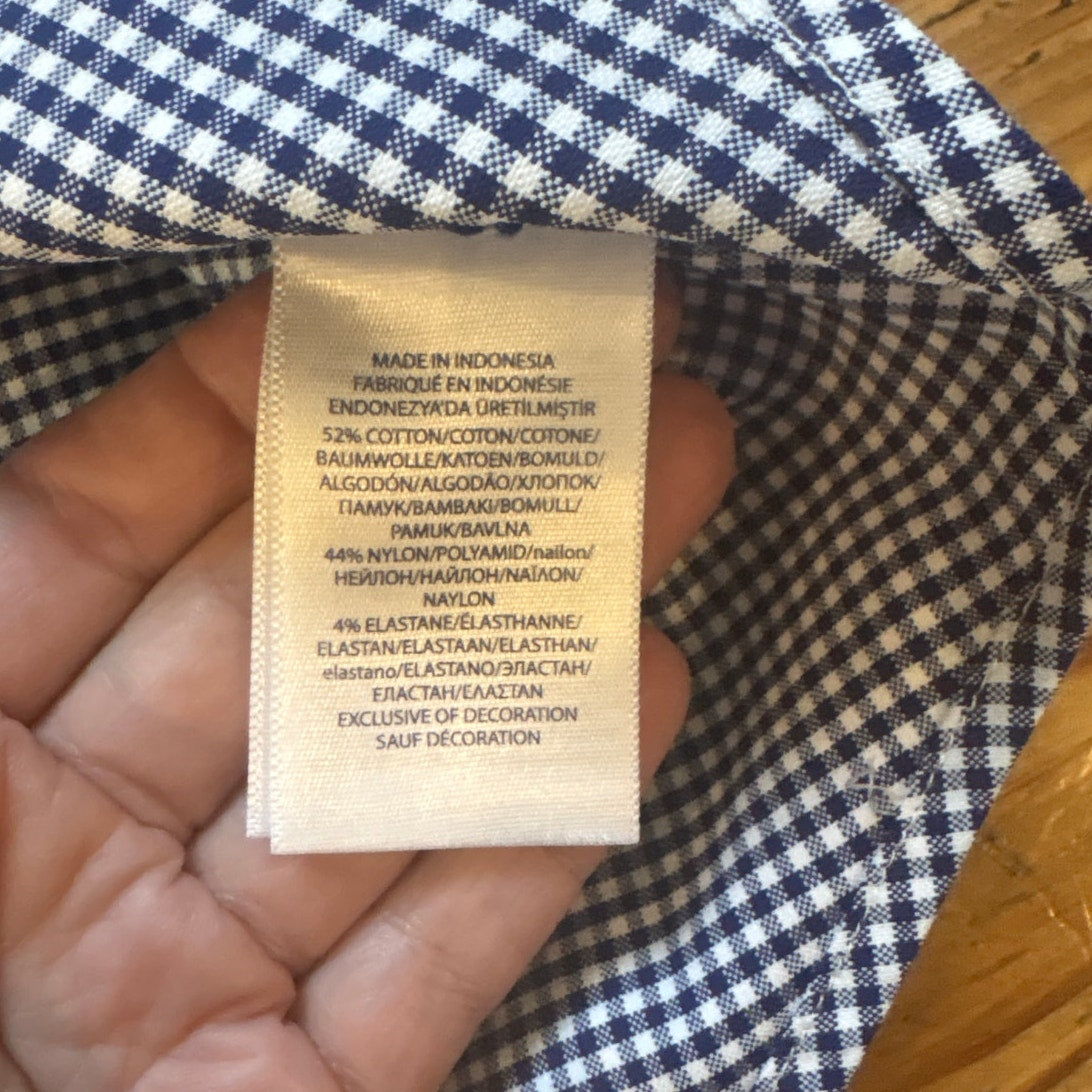 MADE IN INDONESIA
FABRIQUÉ EN INDONÉSIE
ENDONEZYA'DA ÜRETİLMİŞTİR
52% COTTON/COTON/COTONE/
BAUMWOLLE/KATOEN/BOMULD/
ALGODÓN/ALGODÃO/ХЛОПОК/
ПАМУК/ΒΑΜΒΑΚΙ/BOMULL/
PAMUK/BAVLNA
44% NYLON/POLYAMID/nailon/
НЕЙЛОН/НАЙЛОН/ΝΑΪΛΟΝ/
NAYLON
4% ELASTANE/ÉLASTHANNE/
ELASTAN/ELASTAAN/ELASTHAN/
elastano/ELASTANO/ЭЛАСТАН/
ЕЛАСТАН/ΕΛΑΣΤΑΝ
EXCLUSIVE OF DECORATION
SAUF DÉCORATION